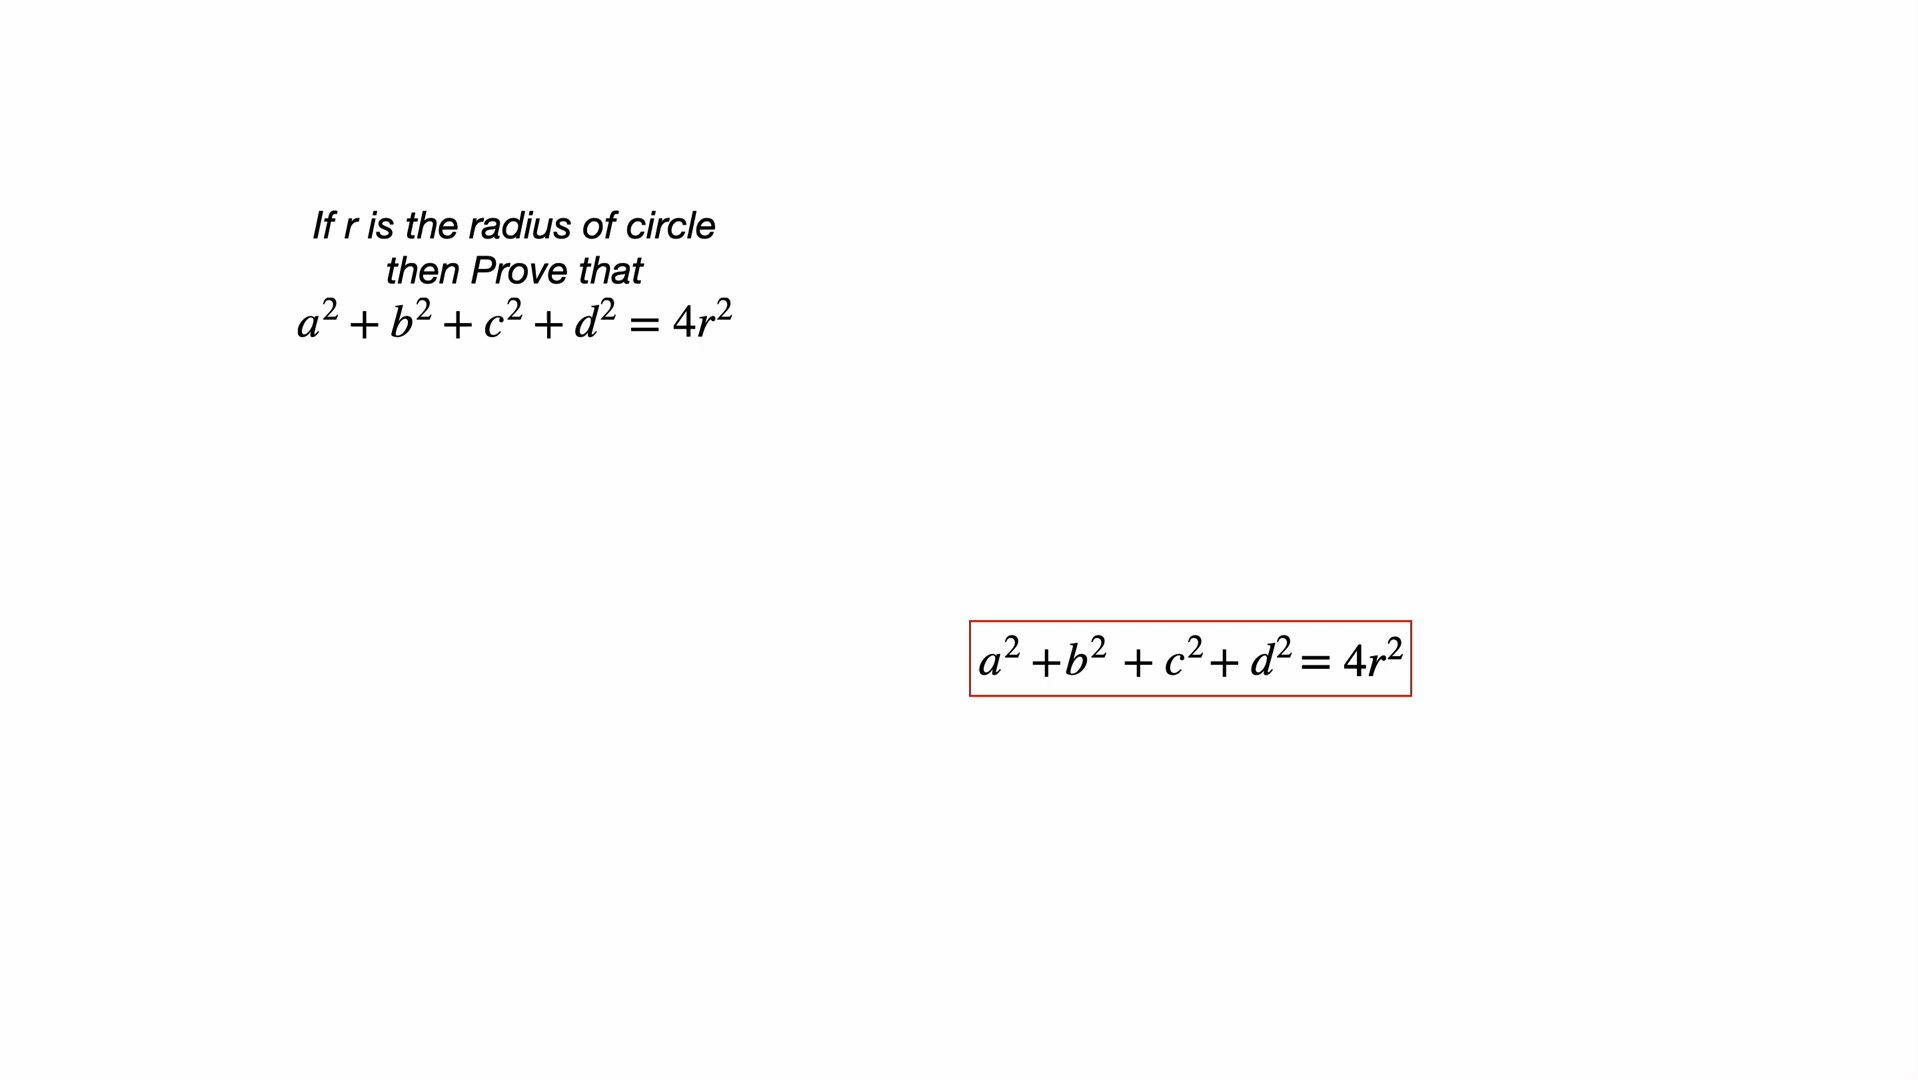 If r is the radius of circle
then Prove that
a² + b² + c² + d² = 4r²
a² +b² + c²+ d²= 4r²